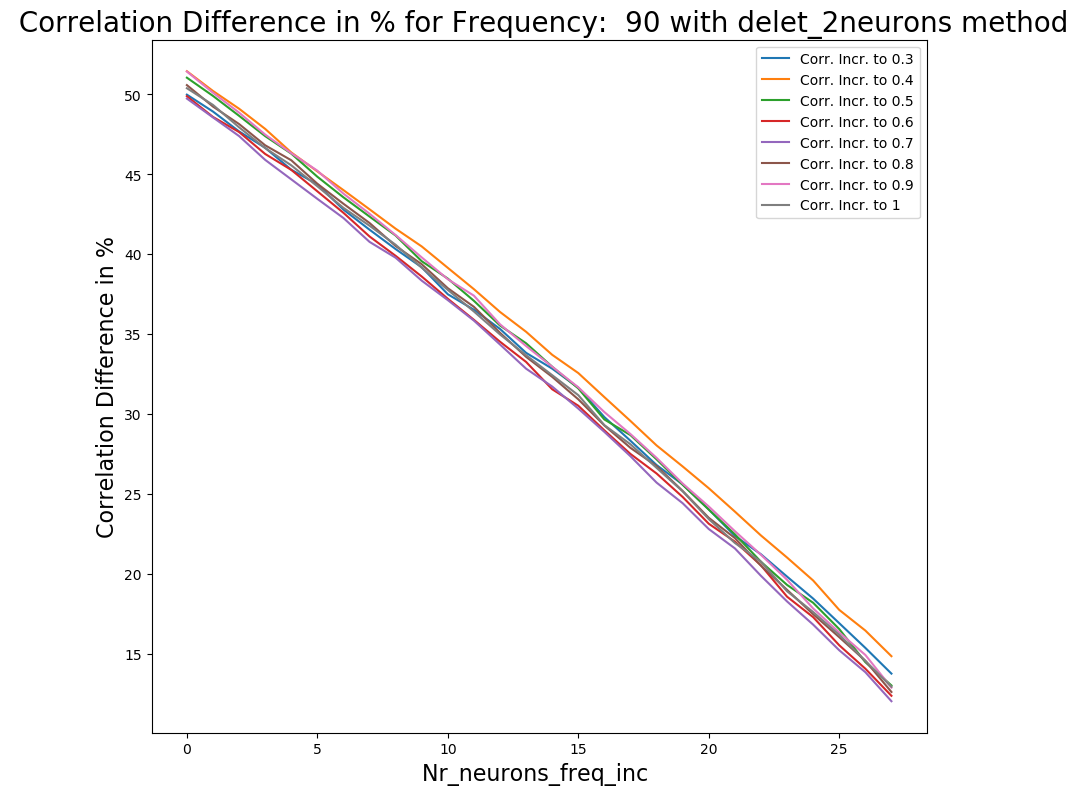 Correlation Difference in % for Frequency:  90 with delet_2neurons method
Corr. Incr. to 0.3
Corr. Incr. to 0.4
Corr. Incr. to 0.5
Corr. Incr. to 0.6
Corr. Incr. to 0.7
Corr. Incr. to 0.8
Corr. Incr. to 0.9
Corr. Incr. to 1
Correlation Difference in %
50
45
40
35
30
25
20
15
0 5 10 15 20 25
Nr_neurons_freq_inc